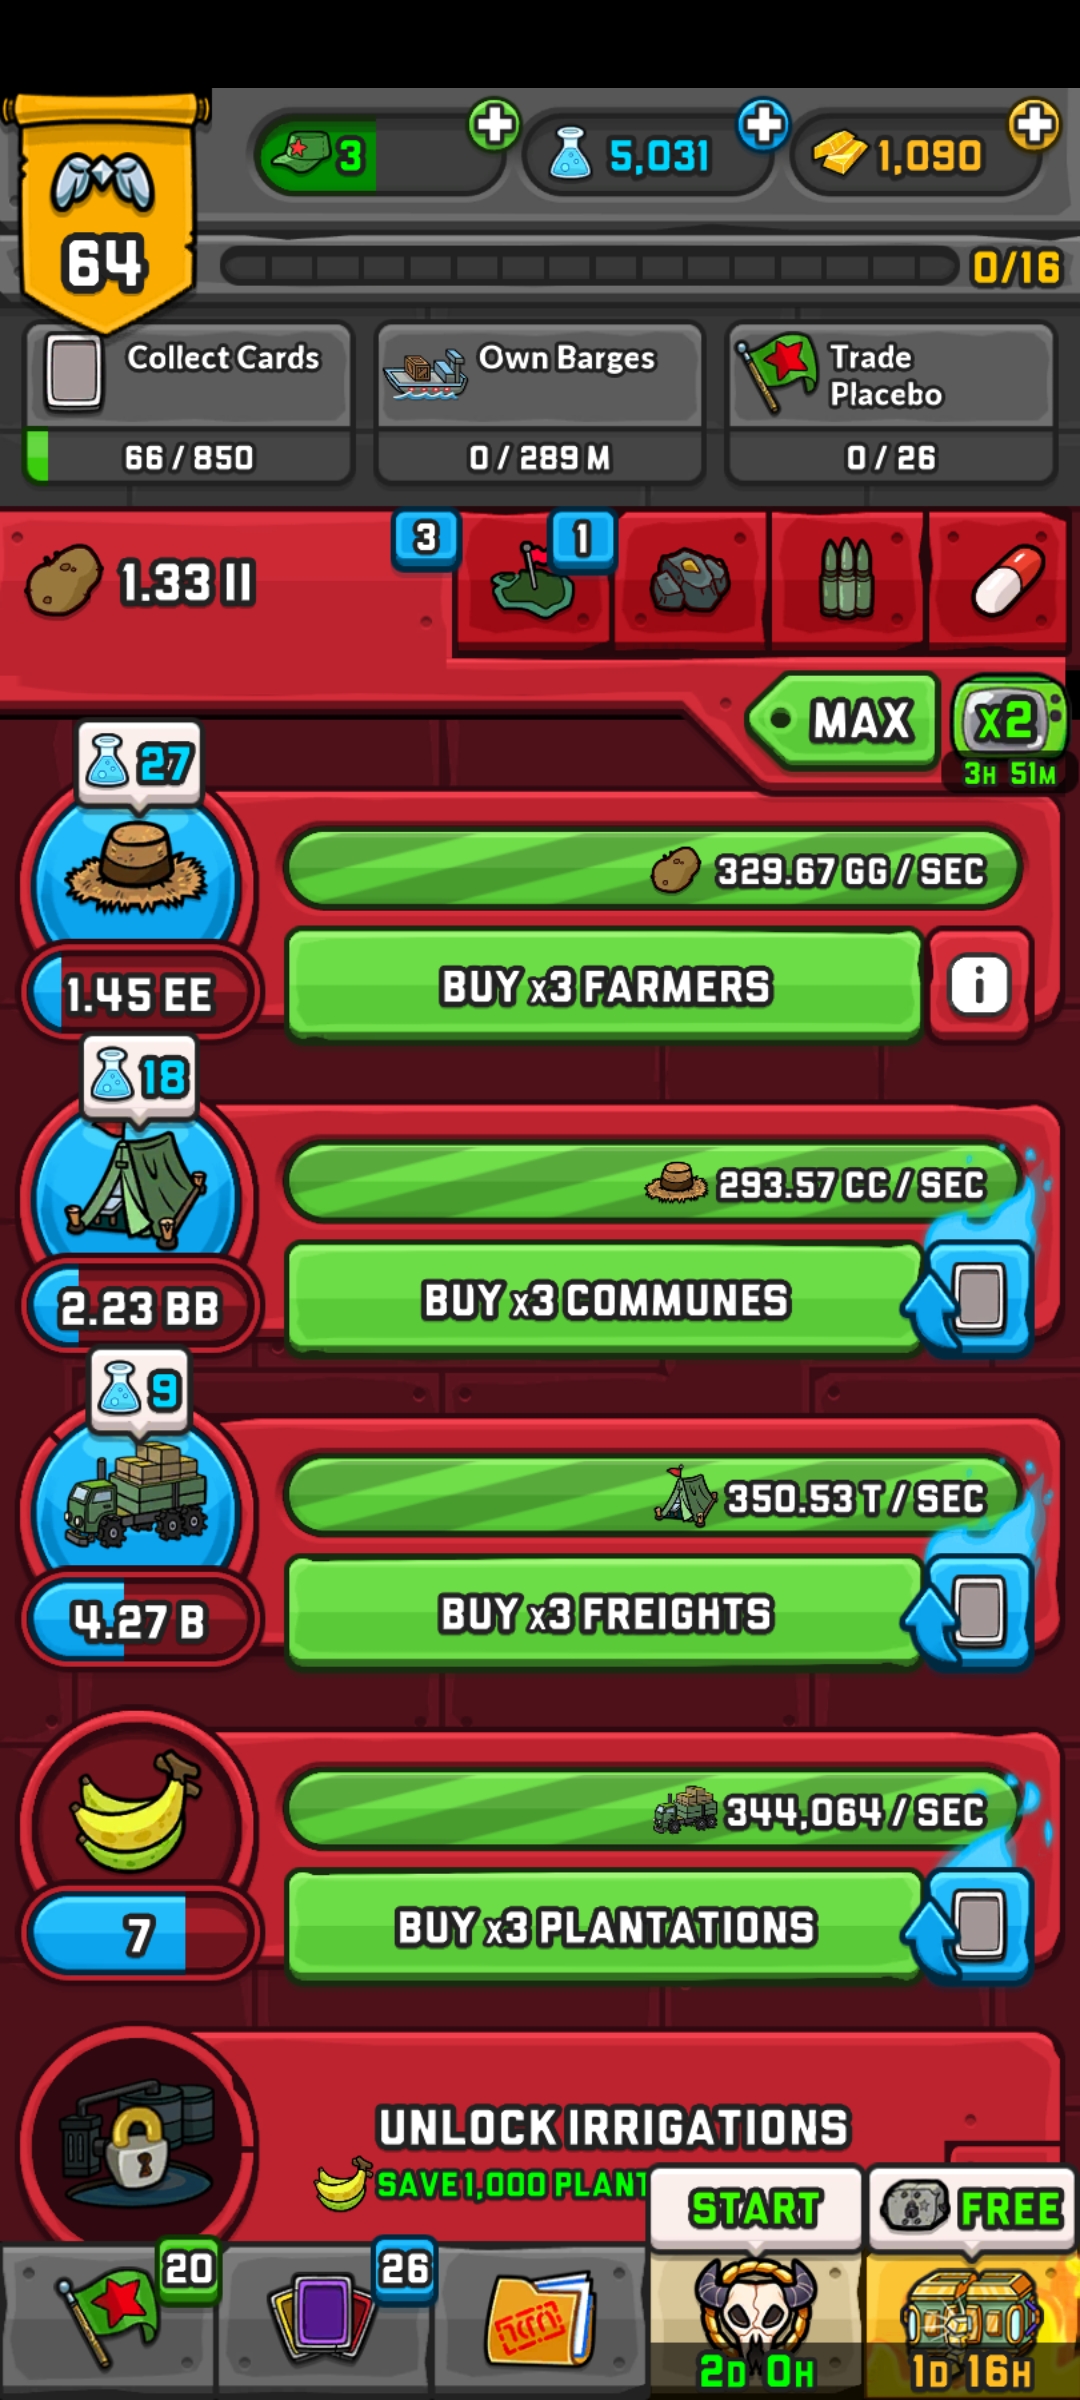 64
3
5,031
1,090
0/16
Collect Cards
66 / 850
Own Barges
0 / 289 M
Trade
Placebo
0 / 26
1.33 II
3
1
MAX
x2
3H 51M
27
329.67 GG / SEC
BUY x3 FARMERS
i
1.45 EE
18
293.57 CC / SEC
BUY x3 COMMUNES
2.23 BB
9
350.53 T / SEC
BUY x3 FREIGHTS
4.27 B
344,064 / SEC
BUY x3 PLANTATIONS
7
UNLOCK IRRIGATIONS
SAVE 1,000 PLANT
START
FREE
20
26
2D 0H
1D 16H